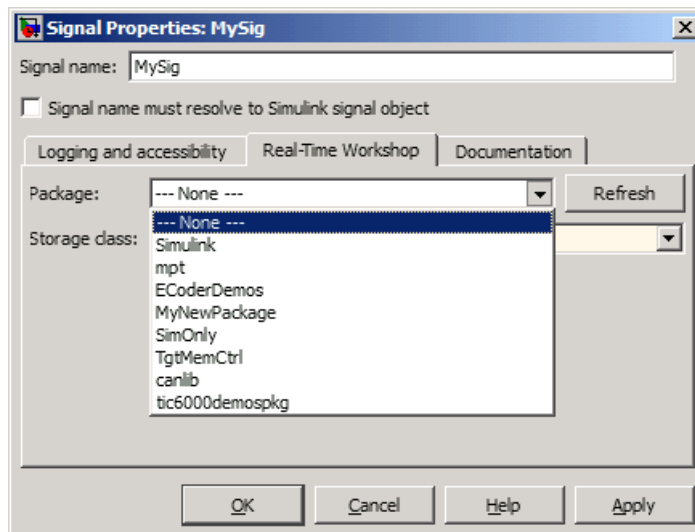 Signal Properties: MySig
Signal name: MySig
Signal name must resolve to Simulink signal object
Logging and accessibility Real-Time Workshop Documentation
Package: --- None --- Refresh
--- None ---
Storage class:
Simulink
mpt
ECoderDemos
MyNewPackage
SimOnly
TgtMemCtrl
canlib
tic6000demospkg
OK Cancel Help Apply